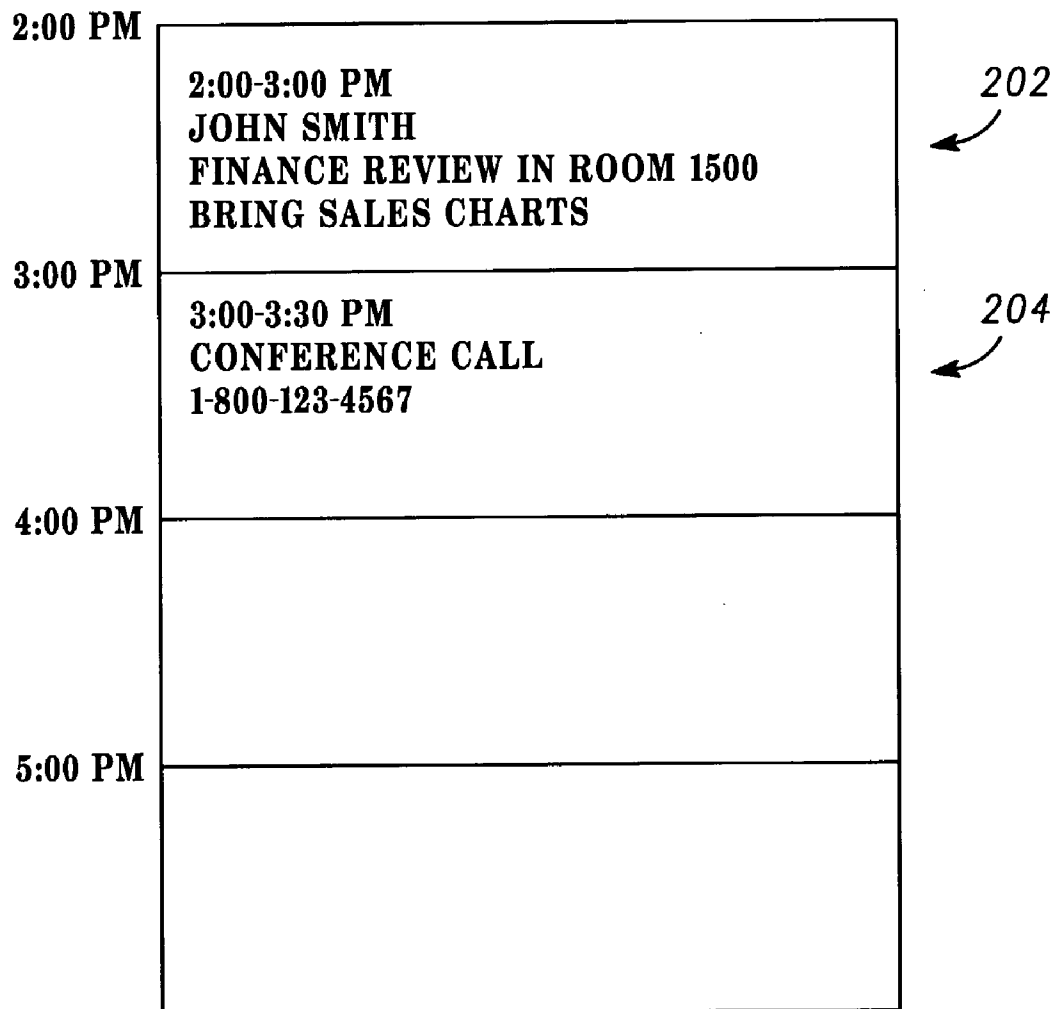 2:00 PM
2:00-3:00 PM
JOHN SMITH
FINANCE REVIEW IN ROOM 1500
BRING SALES CHARTS
202
3:00 PM
3:00-3:30 PM
CONFERENCE CALL
1-800-123-4567
204
4:00 PM
5:00 PM